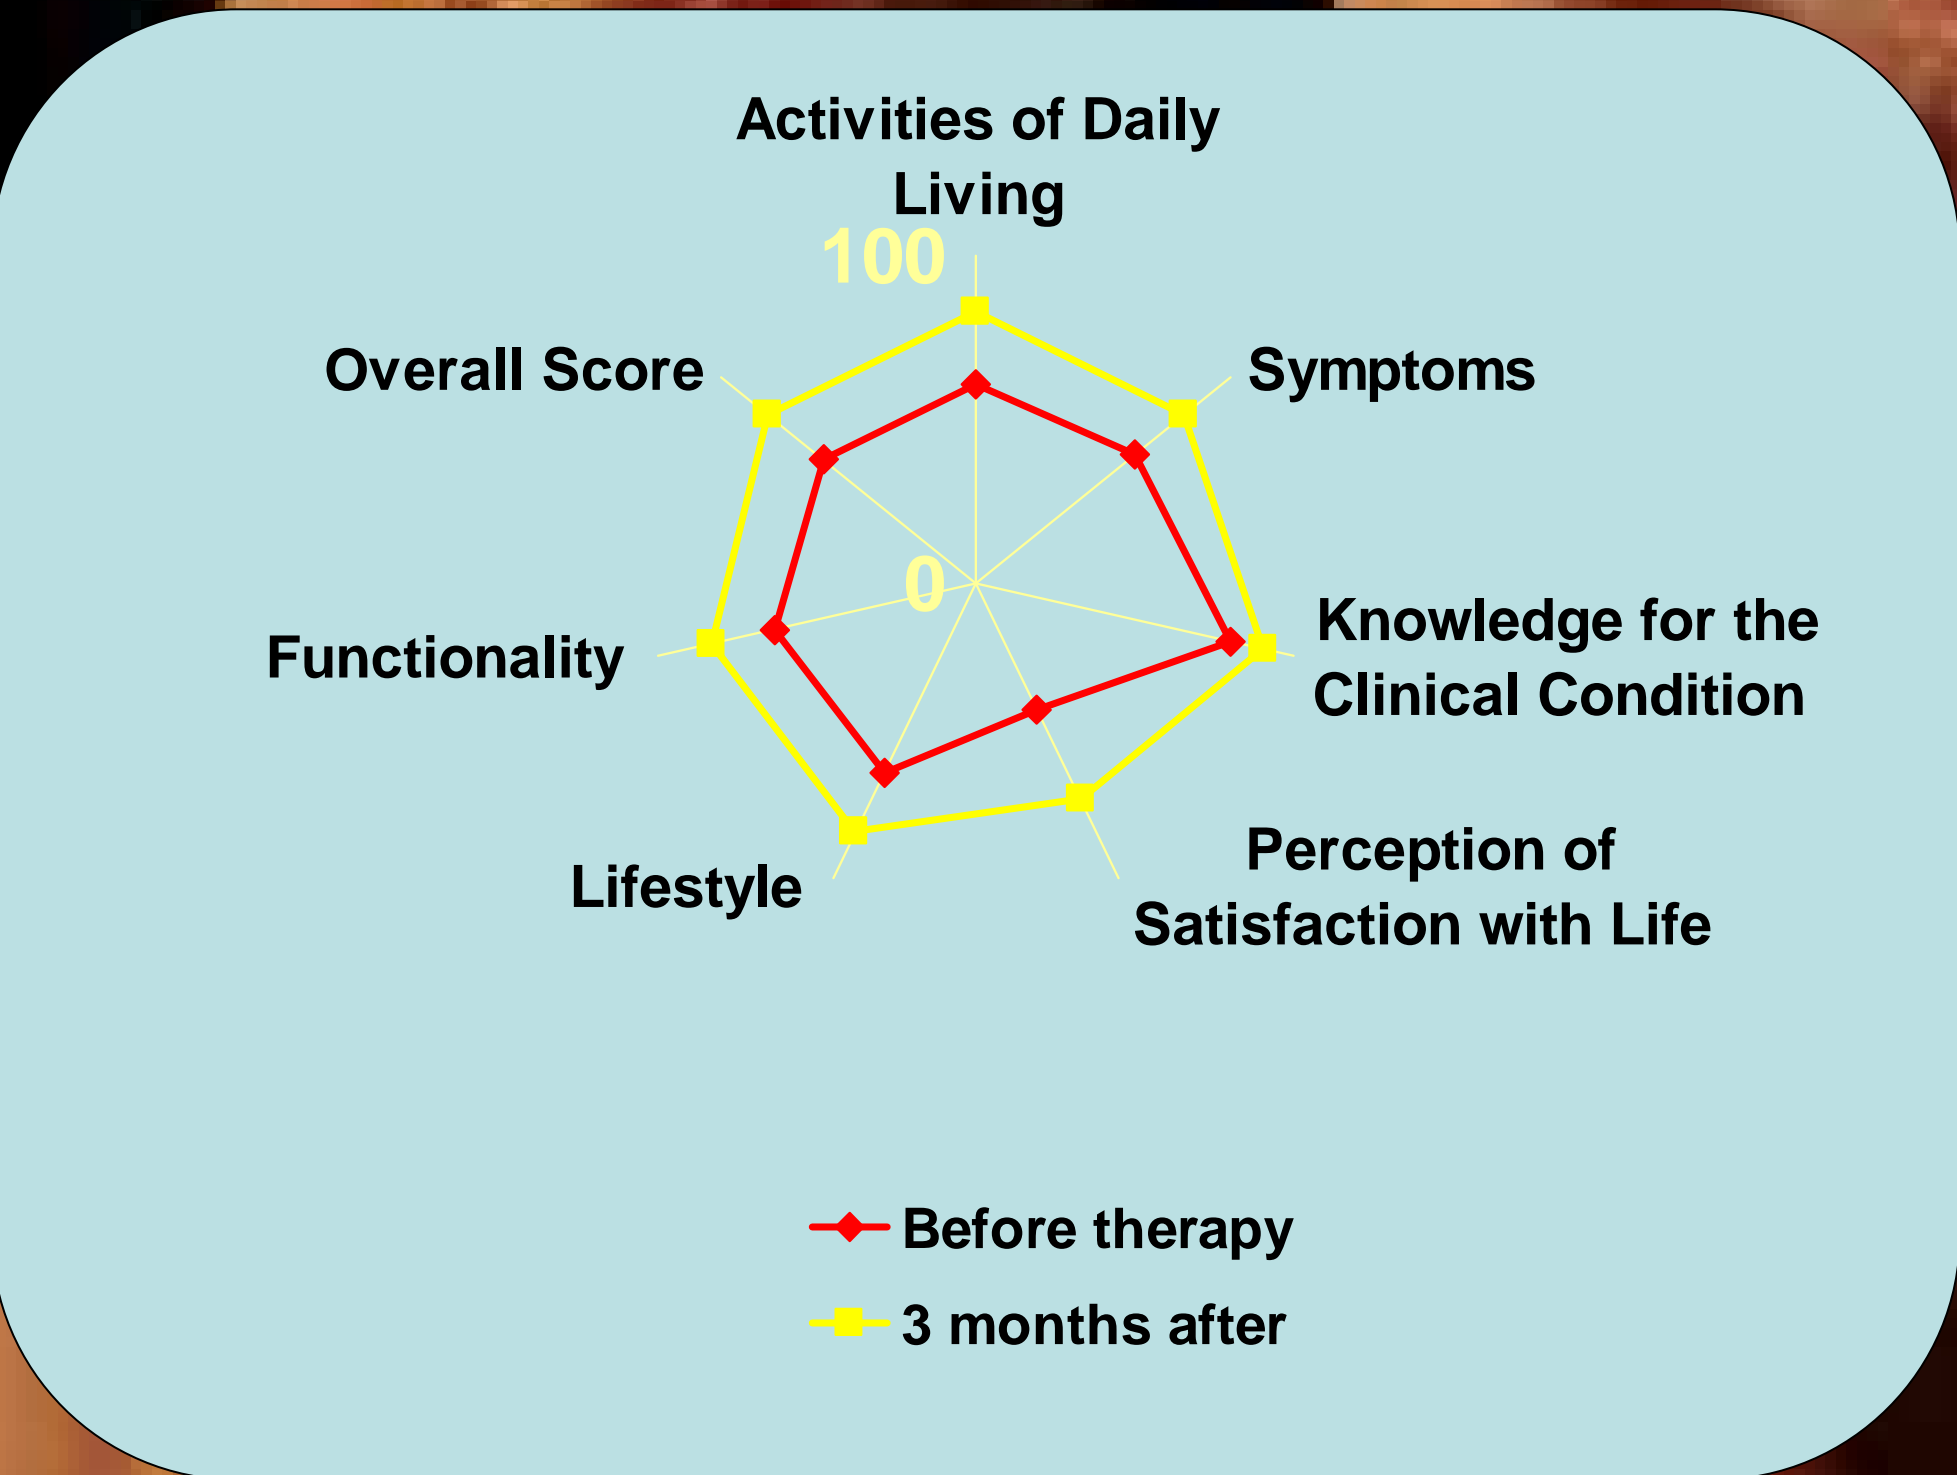 Activities of Daily
Living
100
Overall Score
Symptoms
0
Functionality
Knowledge for the
Clinical Condition
Lifestyle
Perception of
Satisfaction with Life
Before therapy
3 months after